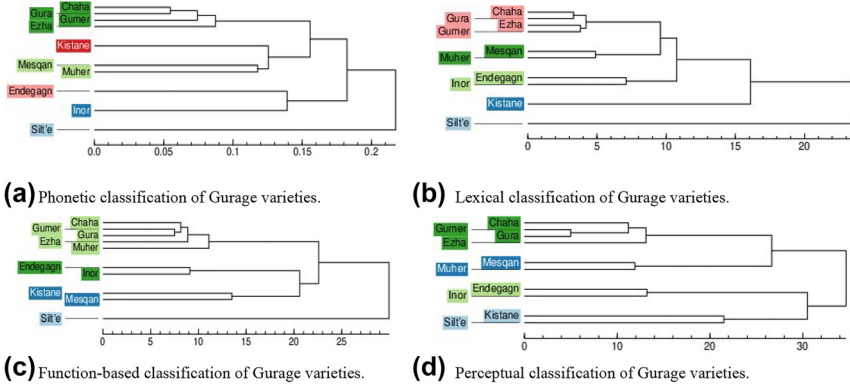 Chaha
Gura
Gumer
Ezha
Kistane
Mesqan
Muher
Endegagn
Inor
Silt'e
0.0 0.05 0.1 0.15 0.2
(a) Phonetic classification of Gurage varieties.
Chaha
Gura
Ezha
Gumer
Mesqan
Muher
Endegagn
Inor
Kistane
Silt'e
0 5 10 15 20
(b) Lexical classification of Gurage varieties.
Chaha
Gumer
Gura
Ezha
Muher
Endegagn
Inor
Kistane
Mesqan
Silt'e
0 5 10 15 20 25
(c) Function-based classification of Gurage varieties.
Chaha
Gumer
Gura
Ezha
Mesqan
Muher
Endegagn
Inor
Kistane
Silt'e
0 10 20 30
(d) Perceptual classification of Gurage varieties.